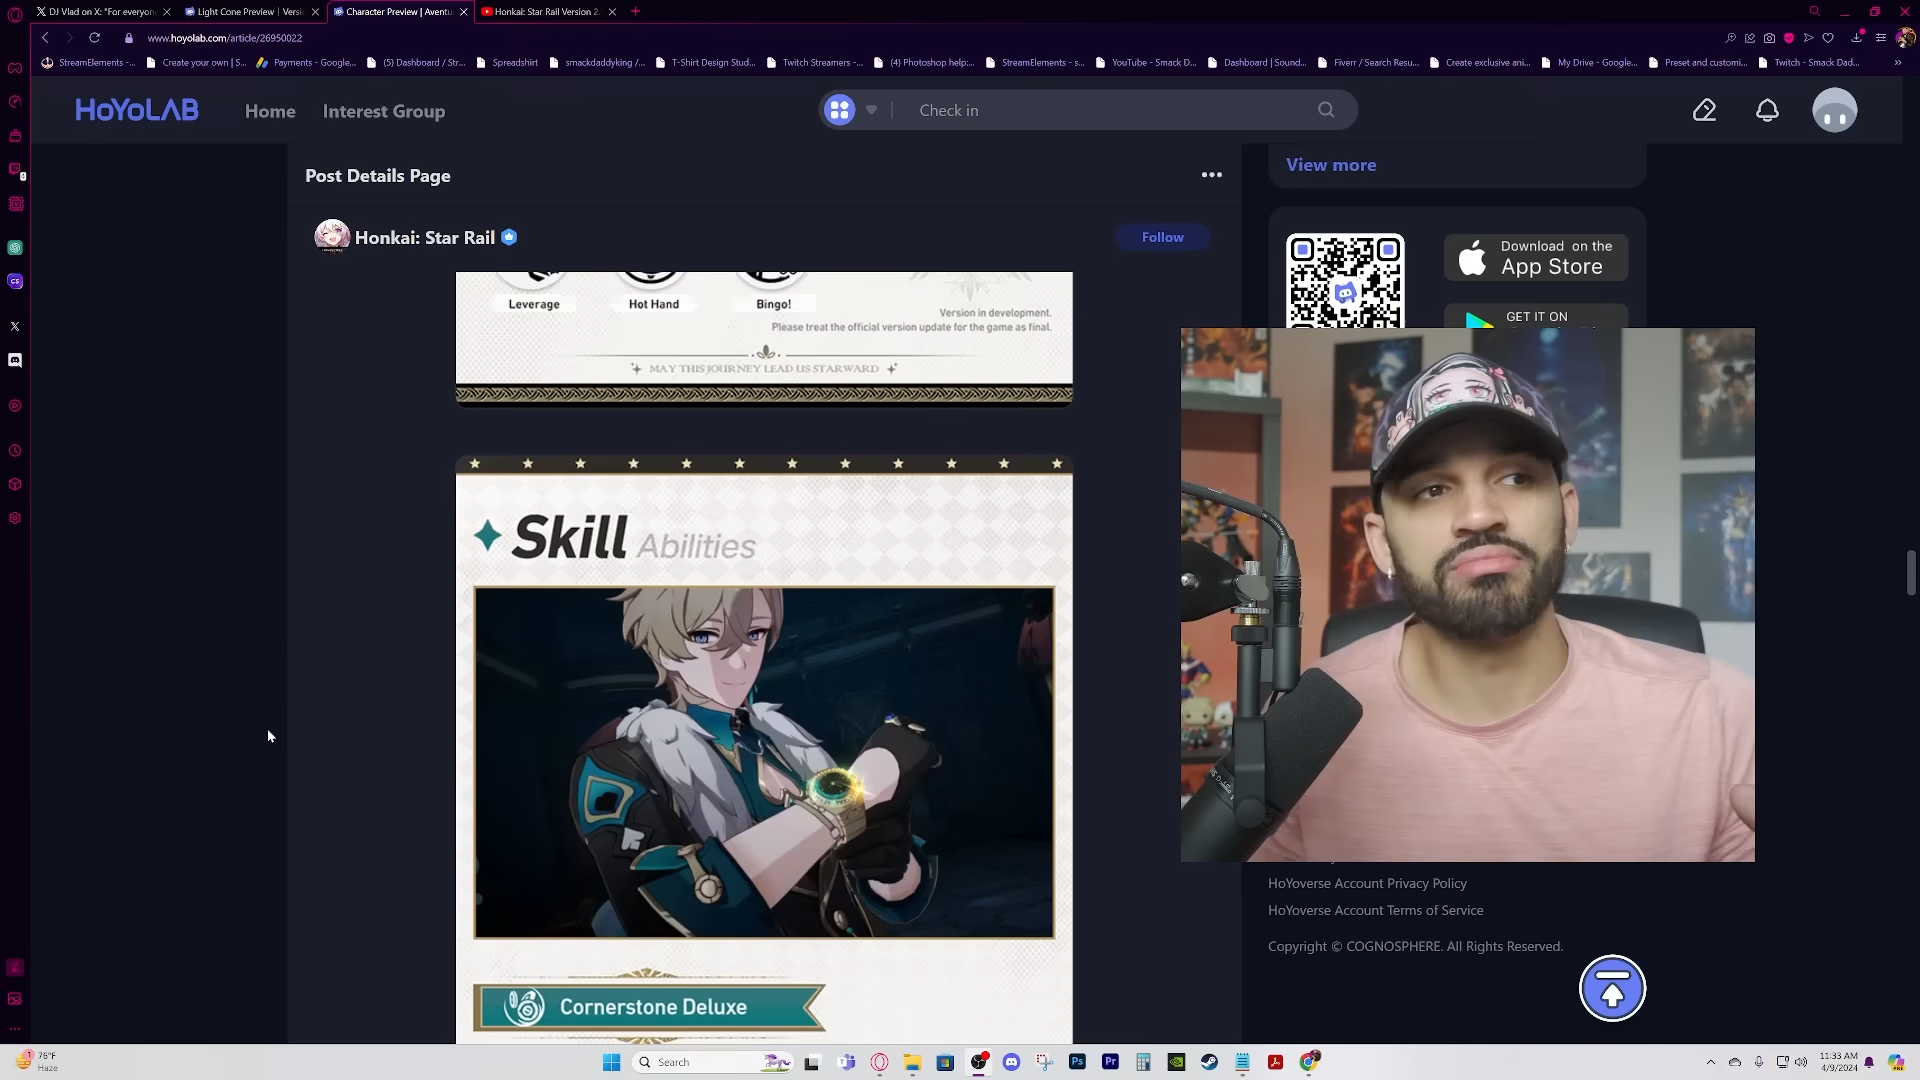 DJ Vlad on X: "For everyon
Light Cone Preview | Versio
Character Preview | Aventu
Honkai: Star Rail Version 2.
www.hoyolab.com/article/26950022
StreamElements -...
Create your own | S...
Payments - Google...
(5) Dashboard / Str...
Spreadshirt
smackdaddyking /...
T-Shirt Design Stud...
Twitch Streamers -...
(4) Photoshop help:...
StreamElements - s...
YouTube - Smack D...
Dashboard | Sound...
Fiverr / Search Resu...
Create exclusive ani...
My Drive - Google...
Preset and customi...
Twitch - Smack Dad...
HoYoLAB
Home
Interest Group
Check in
Post Details Page
Honkai: Star Rail
Follow
Leverage
Hot Hand
Bingo!
Version in development.
Please treat the official version update for the game as final.
MAY THIS JOURNEY LEAD US STARWARD
Skill Abilities
Cornerstone Deluxe
View more
Download on the
App Store
GET IT ON
HoYoverse Account Privacy Policy
HoYoverse Account Terms of Service
Copyright © COGNOSPHERE. All Rights Reserved.
76°F
Haze
Search
11:33 AM
4/9/2024